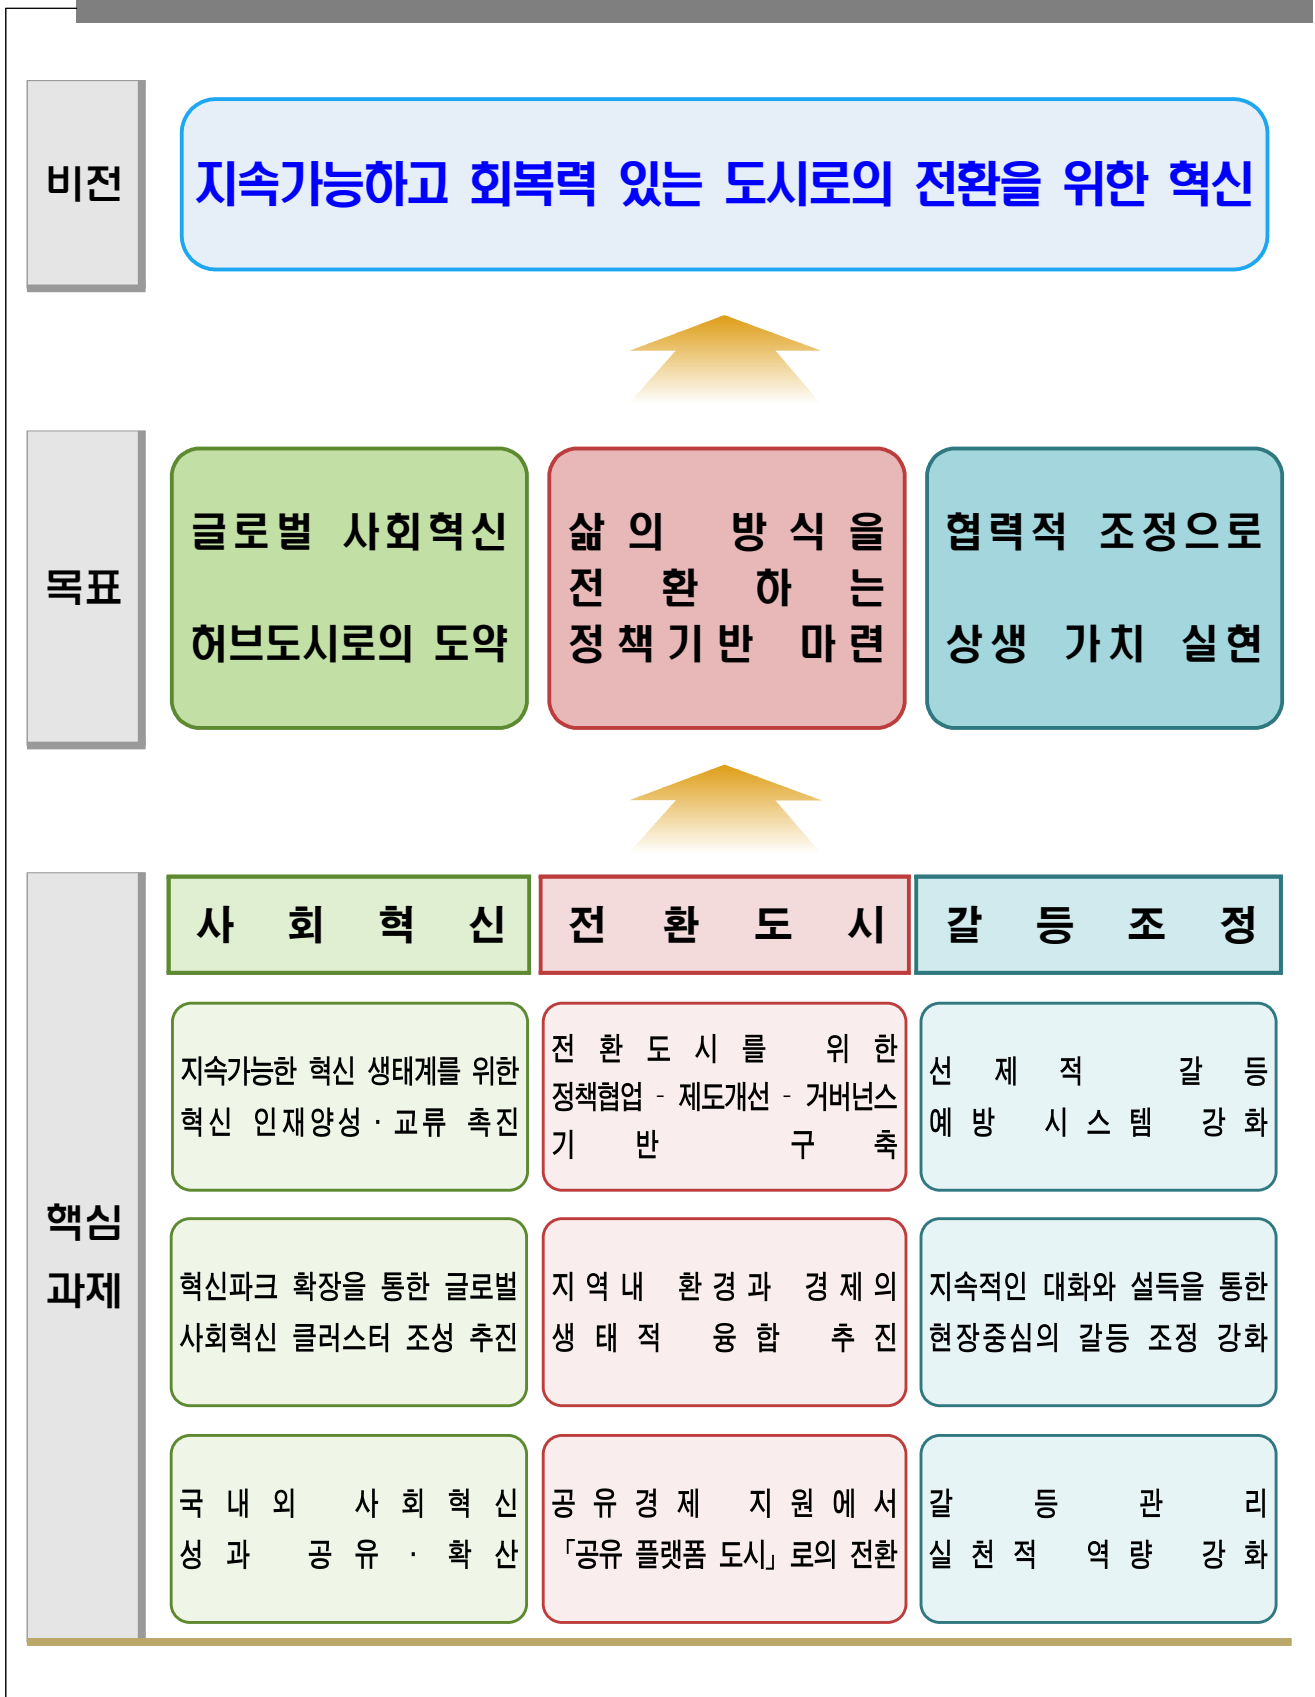 비전
지속가능하고 회복력 있는 도시로의 전환을 위한 혁신
목표
글로벌 사회혁신
허브도시로의 도약
삶의 방식을
전환하는
정책기반 마련
협력적 조정으로
상생 가치 실현
핵심
과제
사회혁신
지속가능한 혁신 생태계를 위한
혁신 인재양성·교류 촉진
혁신파크 확장을 통한 글로벌
사회혁신 클러스터 조성 추진
국내외 사회혁신
성과 공유·확산
전환도시
전환도시를 위한
정책협업 - 제도개선 - 거버넌스
기반 구축
지역내 환경과 경제의
생태적 융합 추진
공유경제 지원에서
「공유 플랫폼 도시」로의 전환
갈등조정
선제적 갈등
예방 시스템 강화
지속적인 대화와 설득을 통한
현장중심의 갈등 조정 강화
갈등관리
실천적 역량 강화